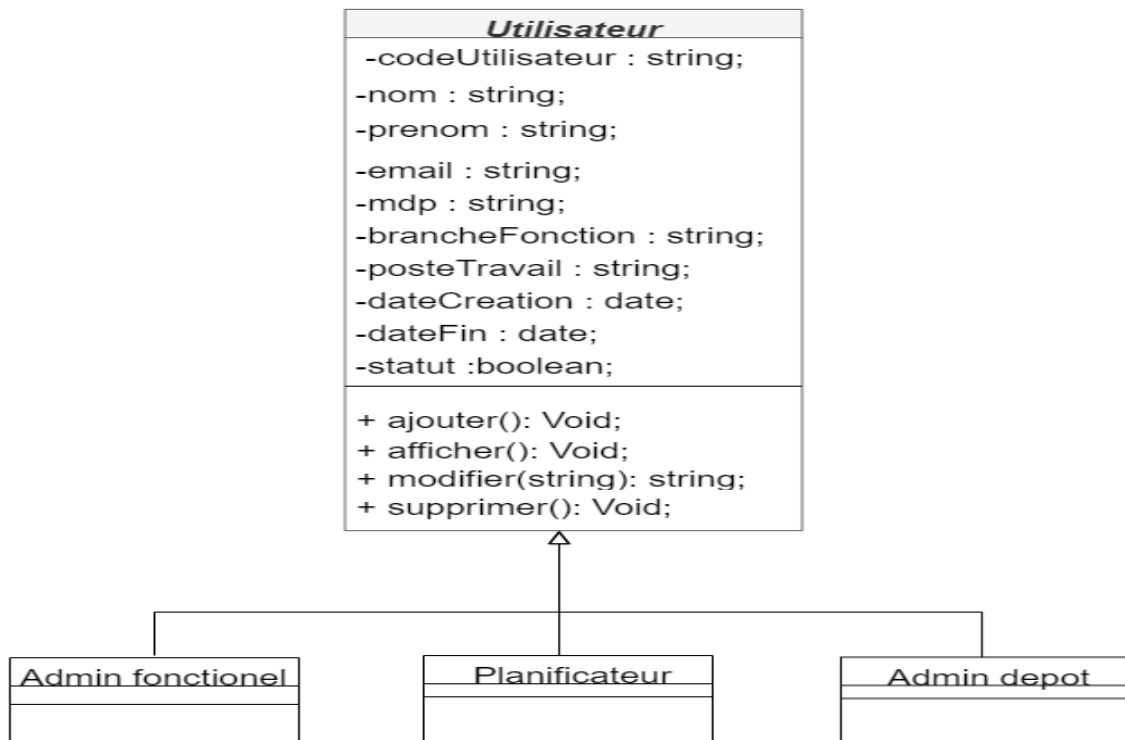 Utilisateur
-codeUtilisateur : string;
-nom : string;
-prenom : string;
-email : string;
-mdp : string;
-brancheFonction : string;
-posteTravail : string;
-dateCreation : date;
-dateFin : date;
-statut :boolean;
+ ajouter(): Void;
+ afficher(): Void;
+ modifier(string): string;
+ supprimer(): Void;
Admin fonctionel
Planificateur
Admin depot